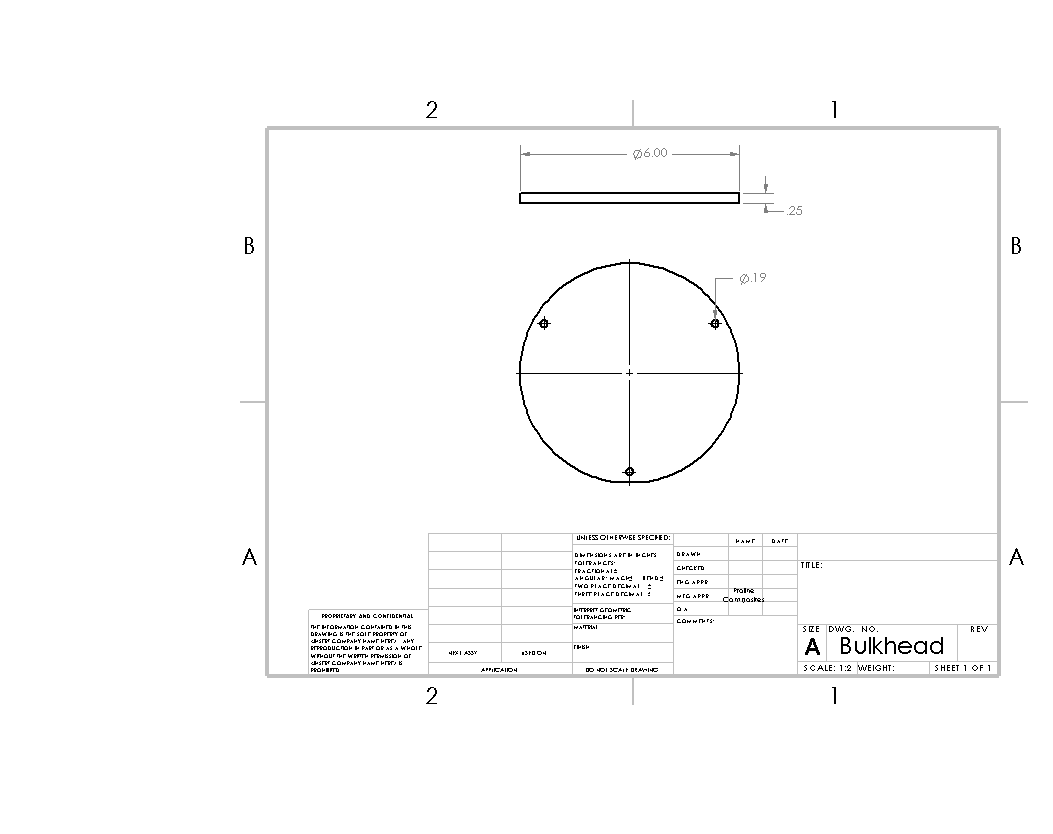 2 1
⌀6.00
.25
B B
⌀.19
A A
UNLESS OTHERWISE SPECIFIED:
DIMENSIONS ARE IN INCHES
TOLERANCES:
FRACTIONAL ±
ANGULAR: MACH ± BEND ±
TWO PLACE DECIMAL ±
THREE PLACE DECIMAL ±
INTERPRET GEOMETRIC
TOLERANCING PER:
MATERIAL
FINISH
DO NOT SCALE DRAWING
NAME DATE
DRAWN
CHECKED
ENG APPR.
MFG APPR.
Proline
Composites
Q.A.
COMMENTS:
TITLE:
SIZE DWG. NO. REV
A Bulkhead
SCALE: 1:2 WEIGHT: SHEET 1 OF 1
PROPRIETARY AND CONFIDENTIAL
THE INFORMATION CONTAINED IN THIS
DRAWING IS THE SOLE PROPERTY OF
<INSERT COMPANY NAME HERE>. ANY
REPRODUCTION IN PART OR AS A WHOLE
WITHOUT THE WRITTEN PERMISSION OF
<INSERT COMPANY NAME HERE> IS
PROHIBITED.
NEXT ASSY USED ON
APPLICATION
2 1